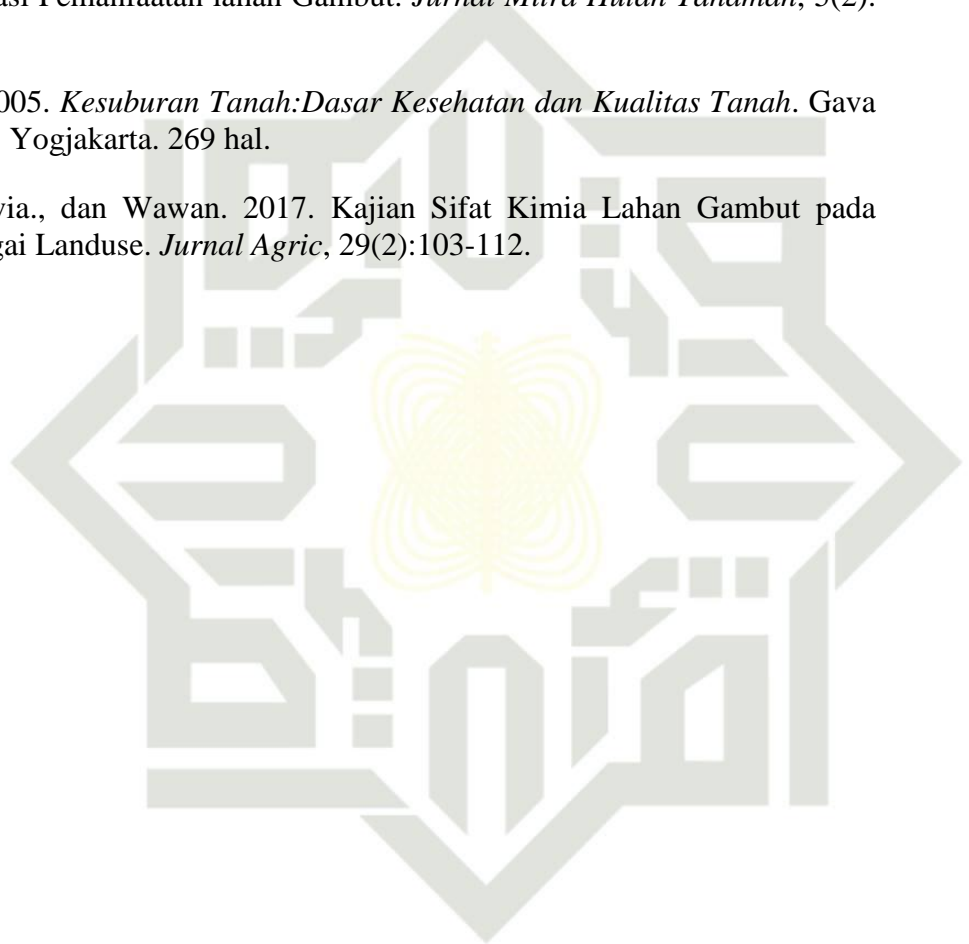 asi Pemanfaatan lahan Gambut. Jurnal Mitra Hutan Tanaman, 3(2).
005. Kesuburan Tanah:Dasar Kesehatan dan Kualitas Tanah. Gava
Yogjakarta. 269 hal.
via., dan Wawan. 2017. Kajian Sifat Kimia Lahan Gambut pada
gai Landuse. Jurnal Agric, 29(2):103-112.